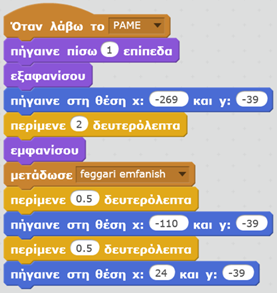 Όταν λάβω το PAME
πήγαινε πίσω 1 επίπεδα
εξαφανίσου
πήγαινε στη θέση x: -269 και y: -39
περίμενε 2 δευτερόλεπτα
εμφανίσου
μετάδωσε feggari emfanish
περίμενε 0.5 δευτερόλεπτα
πήγαινε στη θέση x: -110 και y: -39
περίμενε 0.5 δευτερόλεπτα
πήγαινε στη θέση x: 24 και y: -39